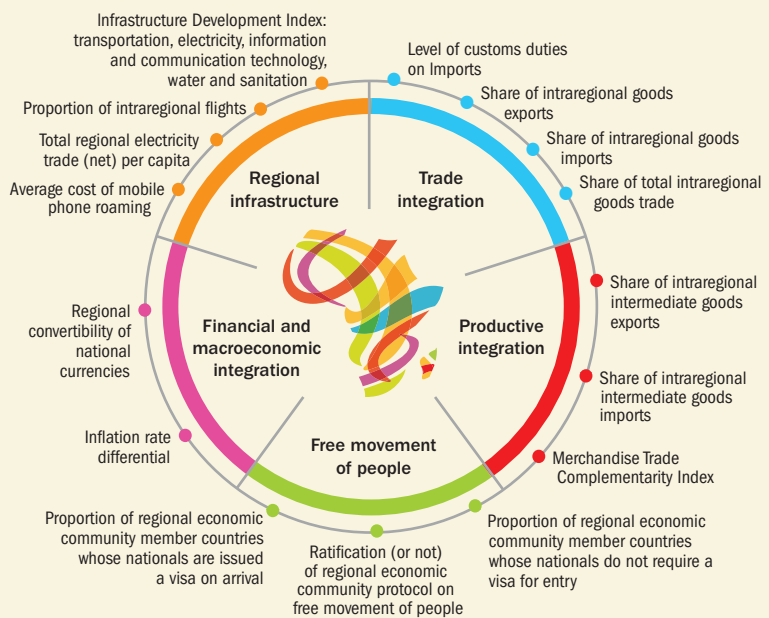 Infrastructure Development Index:
transportation, electricity, information
and communication technology,
water and sanitation
Proportion of intraregional flights
Total regional electricity
trade (net) per capita
Average cost of mobile
phone roaming
Level of customs duties
on Imports
Share of intraregional goods
exports
Share of intraregional goods
imports
Share of total intraregional
goods trade
Regional
infrastructure
Trade
integration
Regional
convertibility of
national
currencies
Financial and
macroeconomic
integration
Productive
integration
Share of intraregional
intermediate goods
exports
Share of intraregional
intermediate goods
imports
Inflation rate
differential
Free movement
of people
Merchandise Trade
Complementarity Index
Proportion of regional economic
community member countries
whose nationals are issued
a visa on arrival
Ratification (or not)
of regional economic
community protocol on
free movement of people
Proportion of regional economic
community member countries
whose nationals do not require a
visa for entry